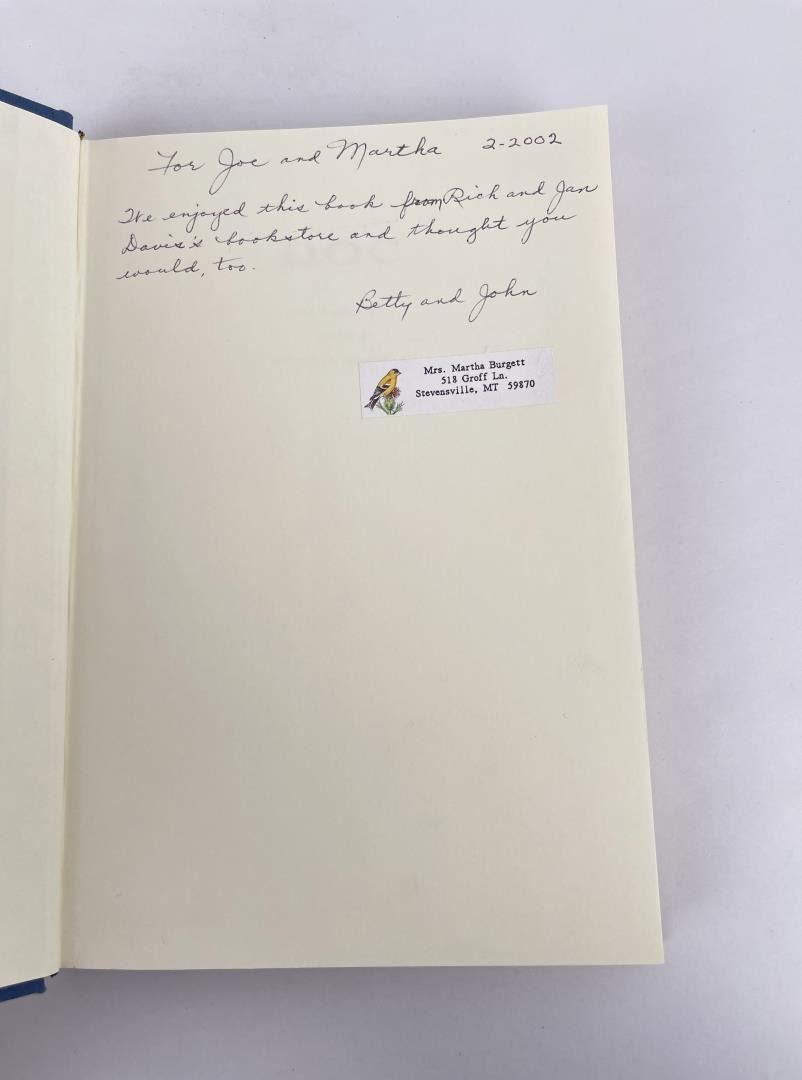 For Joe and Martha 2-2002
We enjoyed this book from Rich and Jan
Davis's bookstore and thought you
would, too.
Betty and John
Mrs. Martha Burgett
518 Groff Ln.
Stevensville, MT 59870